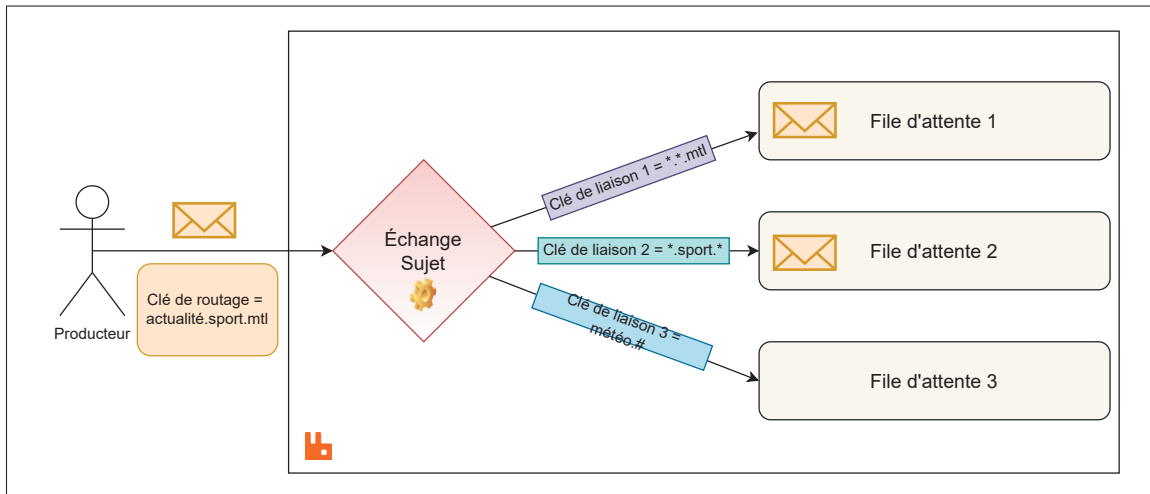 Producteur
Clé de routage =
actualité.sport.mtl
Échange
Sujet
Clé de liaison 1 = *.*.mtl
Clé de liaison 2 = *.sport.*
Clé de liaison 3 =
météo.#
File d'attente 1
File d'attente 2
File d'attente 3